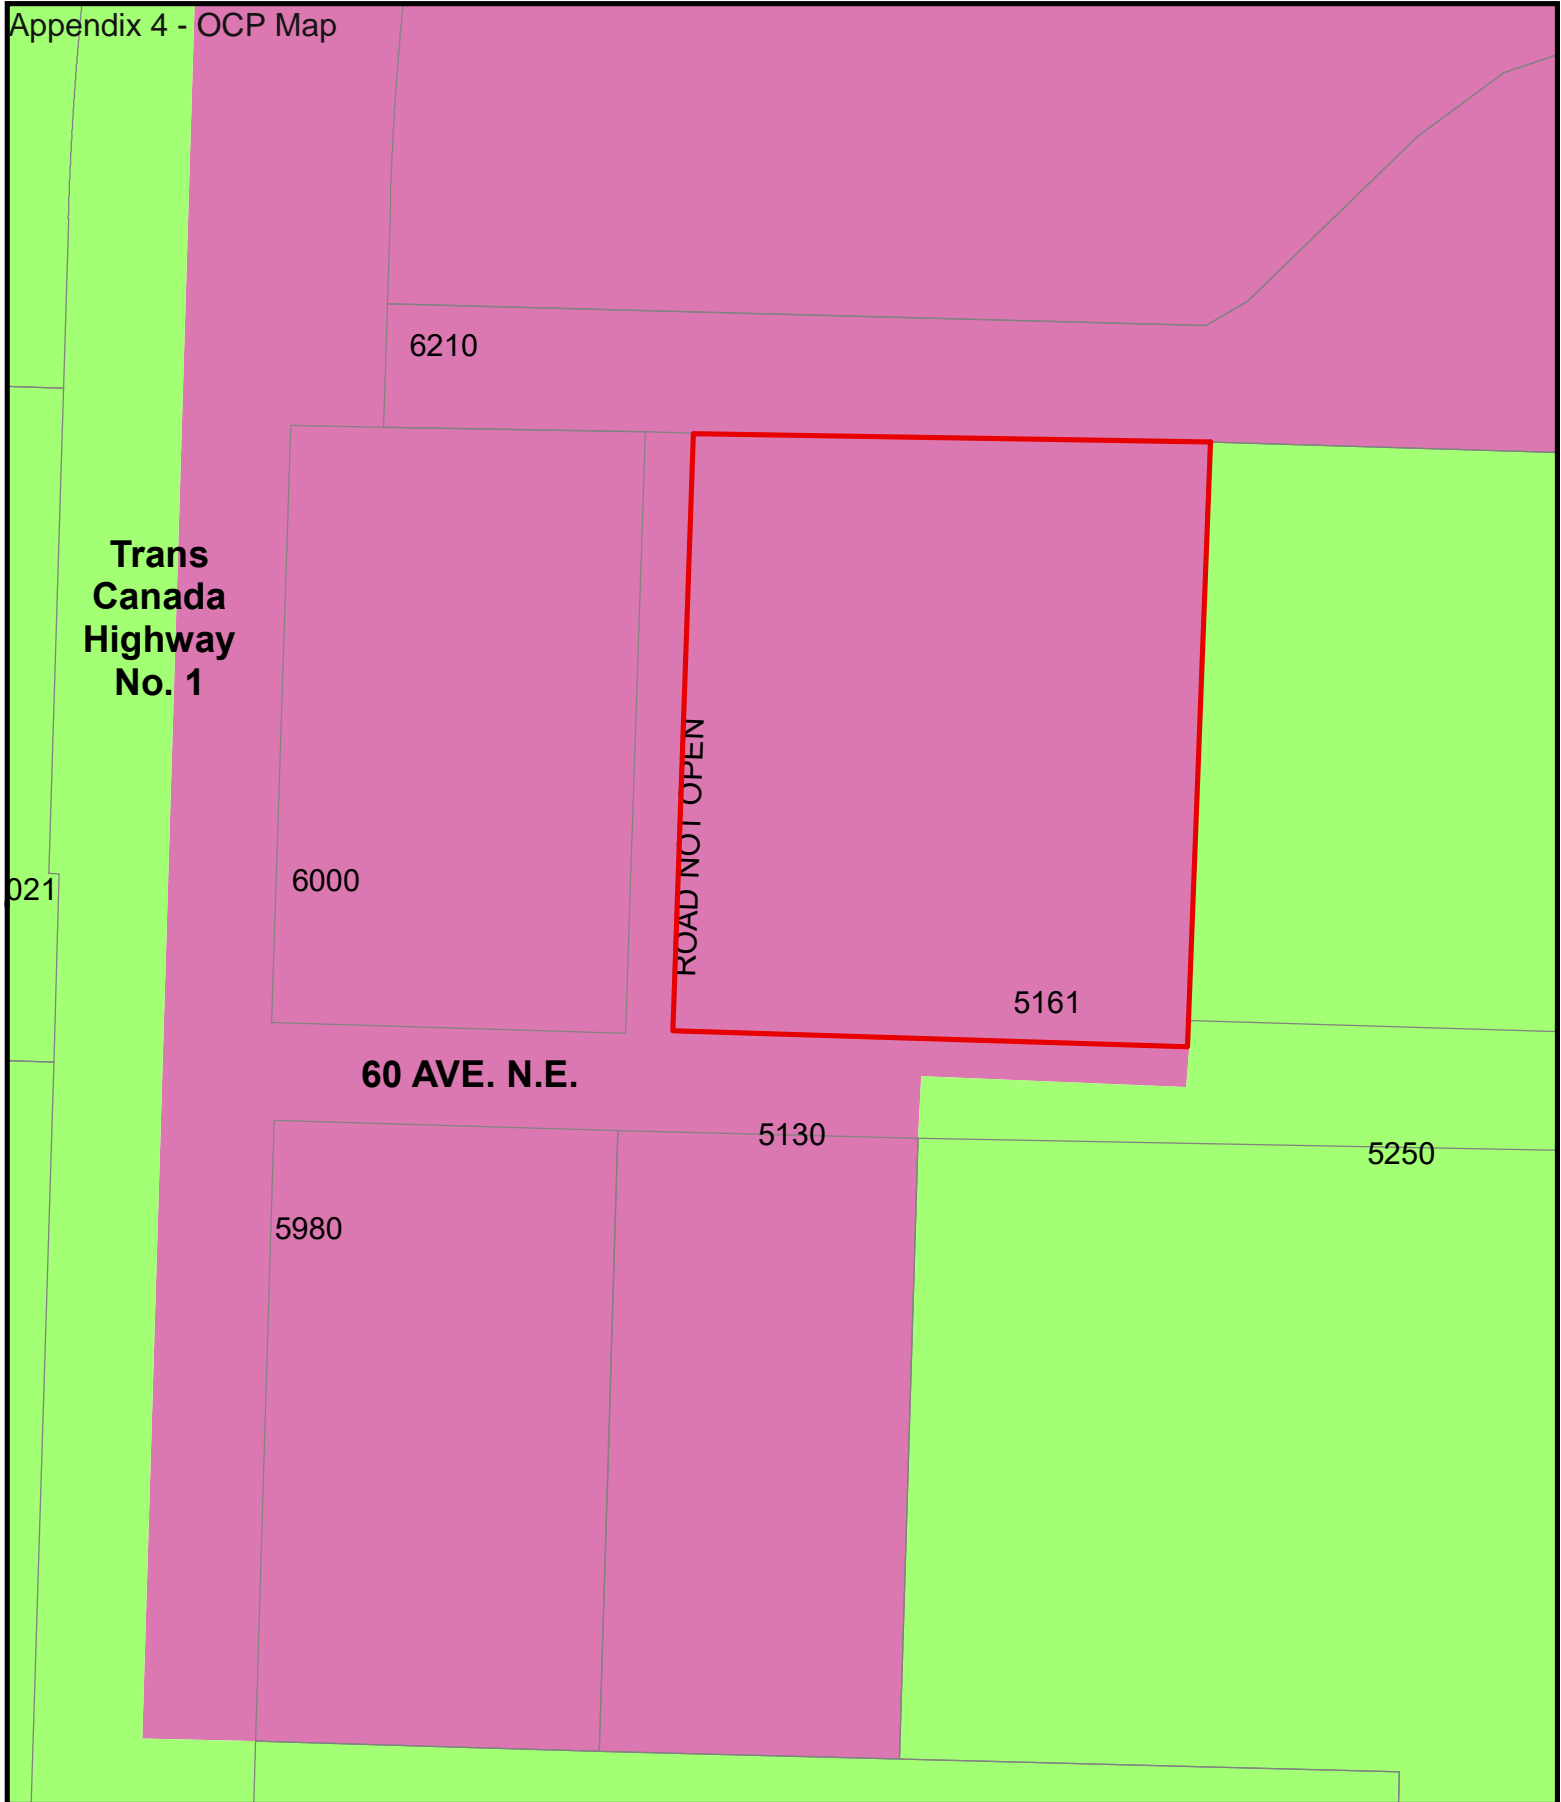 Appendix 4 - OCP Map
6210
Trans
Canada
Highway
No. 1
ROAD NOT OPEN
6000
021
5161
60 AVE. N.E.
5130
5250
5980